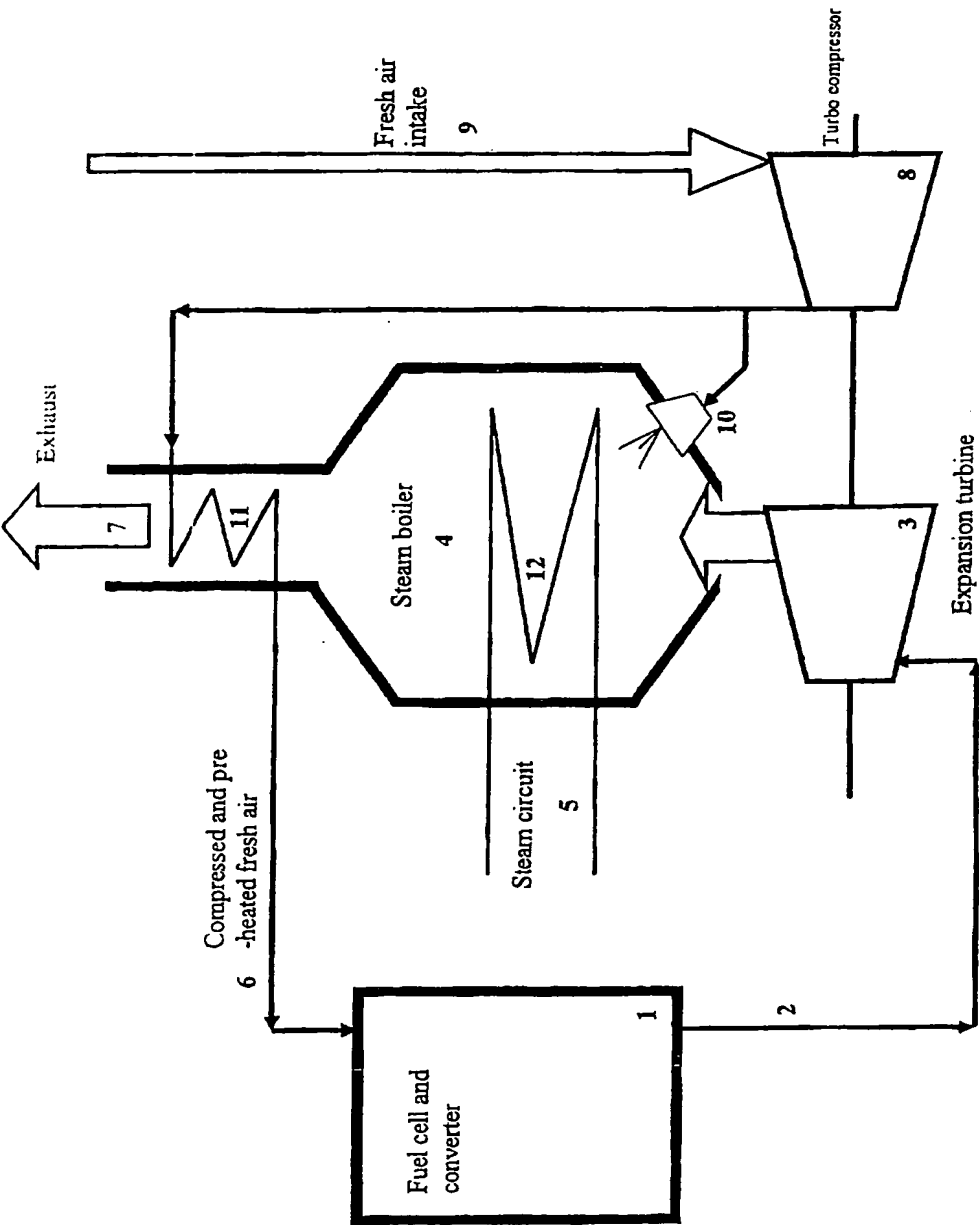 Exhaust
7
11
Fresh air
intake
9
Compressed and pre
6 -heated fresh air
Steam boiler
4
12
Steam circuit
5
10
Turbo compressor
8
Fuel cell and
converter
1
2
3
Expansion turbine